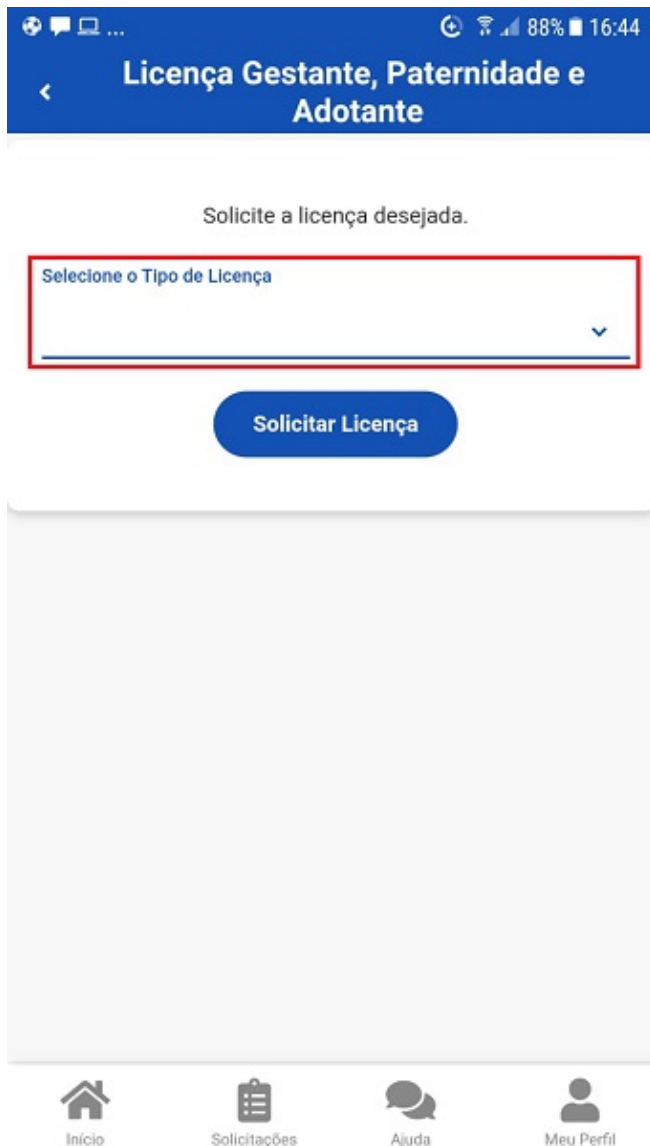 ... 88% 16:44
Licença Gestante, Paternidade e
Adotante
Solicite a licença desejada.
Selecione o Tipo de Licença
Solicitar Licença
Início Solicitações Ajuda Meu Perfil